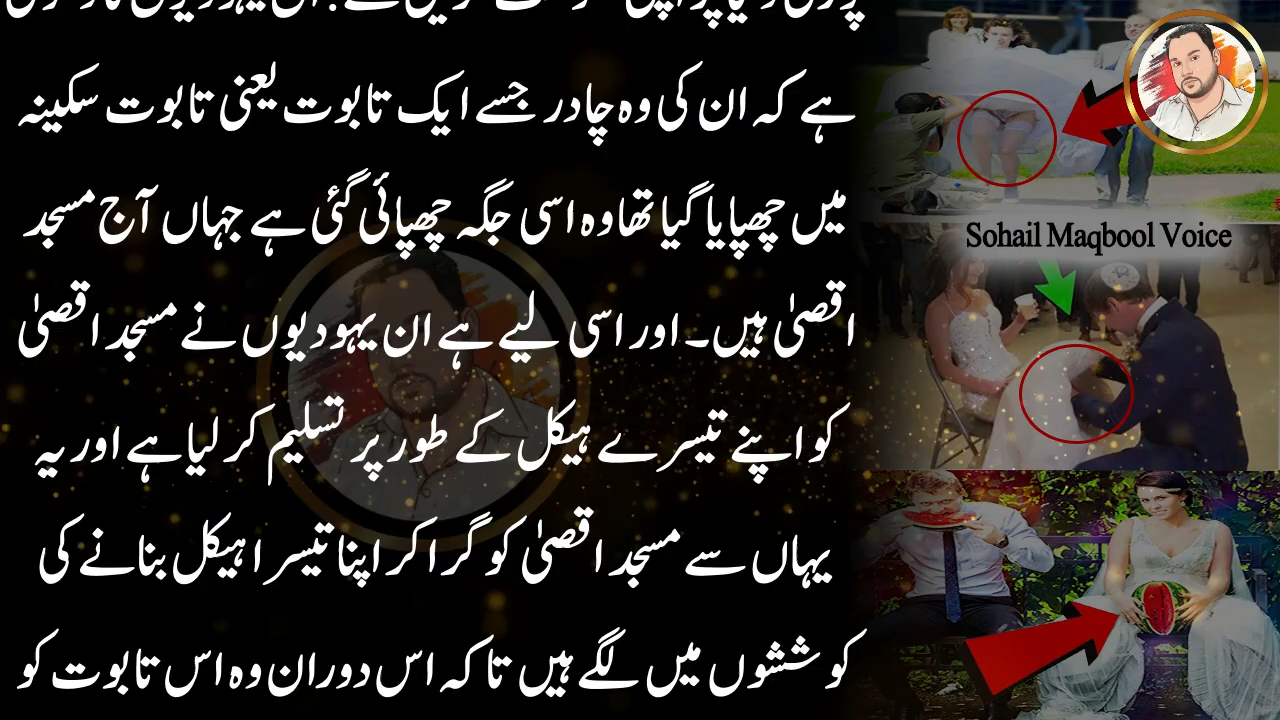 ہے کہ ان کی وہ چادر جسے ایک تابوت یعنی تابوت سکینہ
میں چھپایا گیا تھا وہ اسی جگہ چھپائی گئی ہے جہاں آج مسجد
اقصیٰ ہیں۔ اور اسی لیے ہے ان یہودیوں نے مسجد اقصیٰ
کو اپنے تیسرے ہیکل کے طور پر تسلیم کر لیا ہے اور یہ
یہاں سے مسجد اقصیٰ کو گرا کر اپنا تیسرا ہیکل بنانے کی
کوششوں میں لگے ہیں تاکہ اس دوران وہ اس تابوت کو
Sohail Maqbool Voice